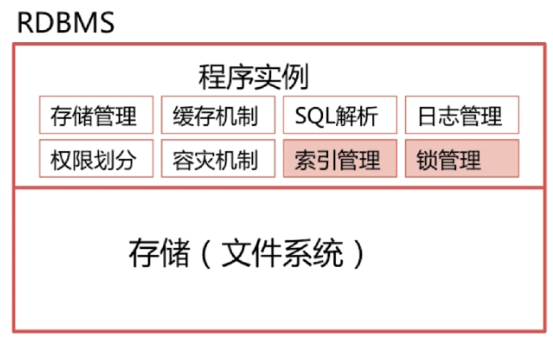 RDBMS
程序实例
存储管理 缓存机制 SQL解析 日志管理
权限划分 容灾机制 索引管理 锁管理
存储（文件系统）